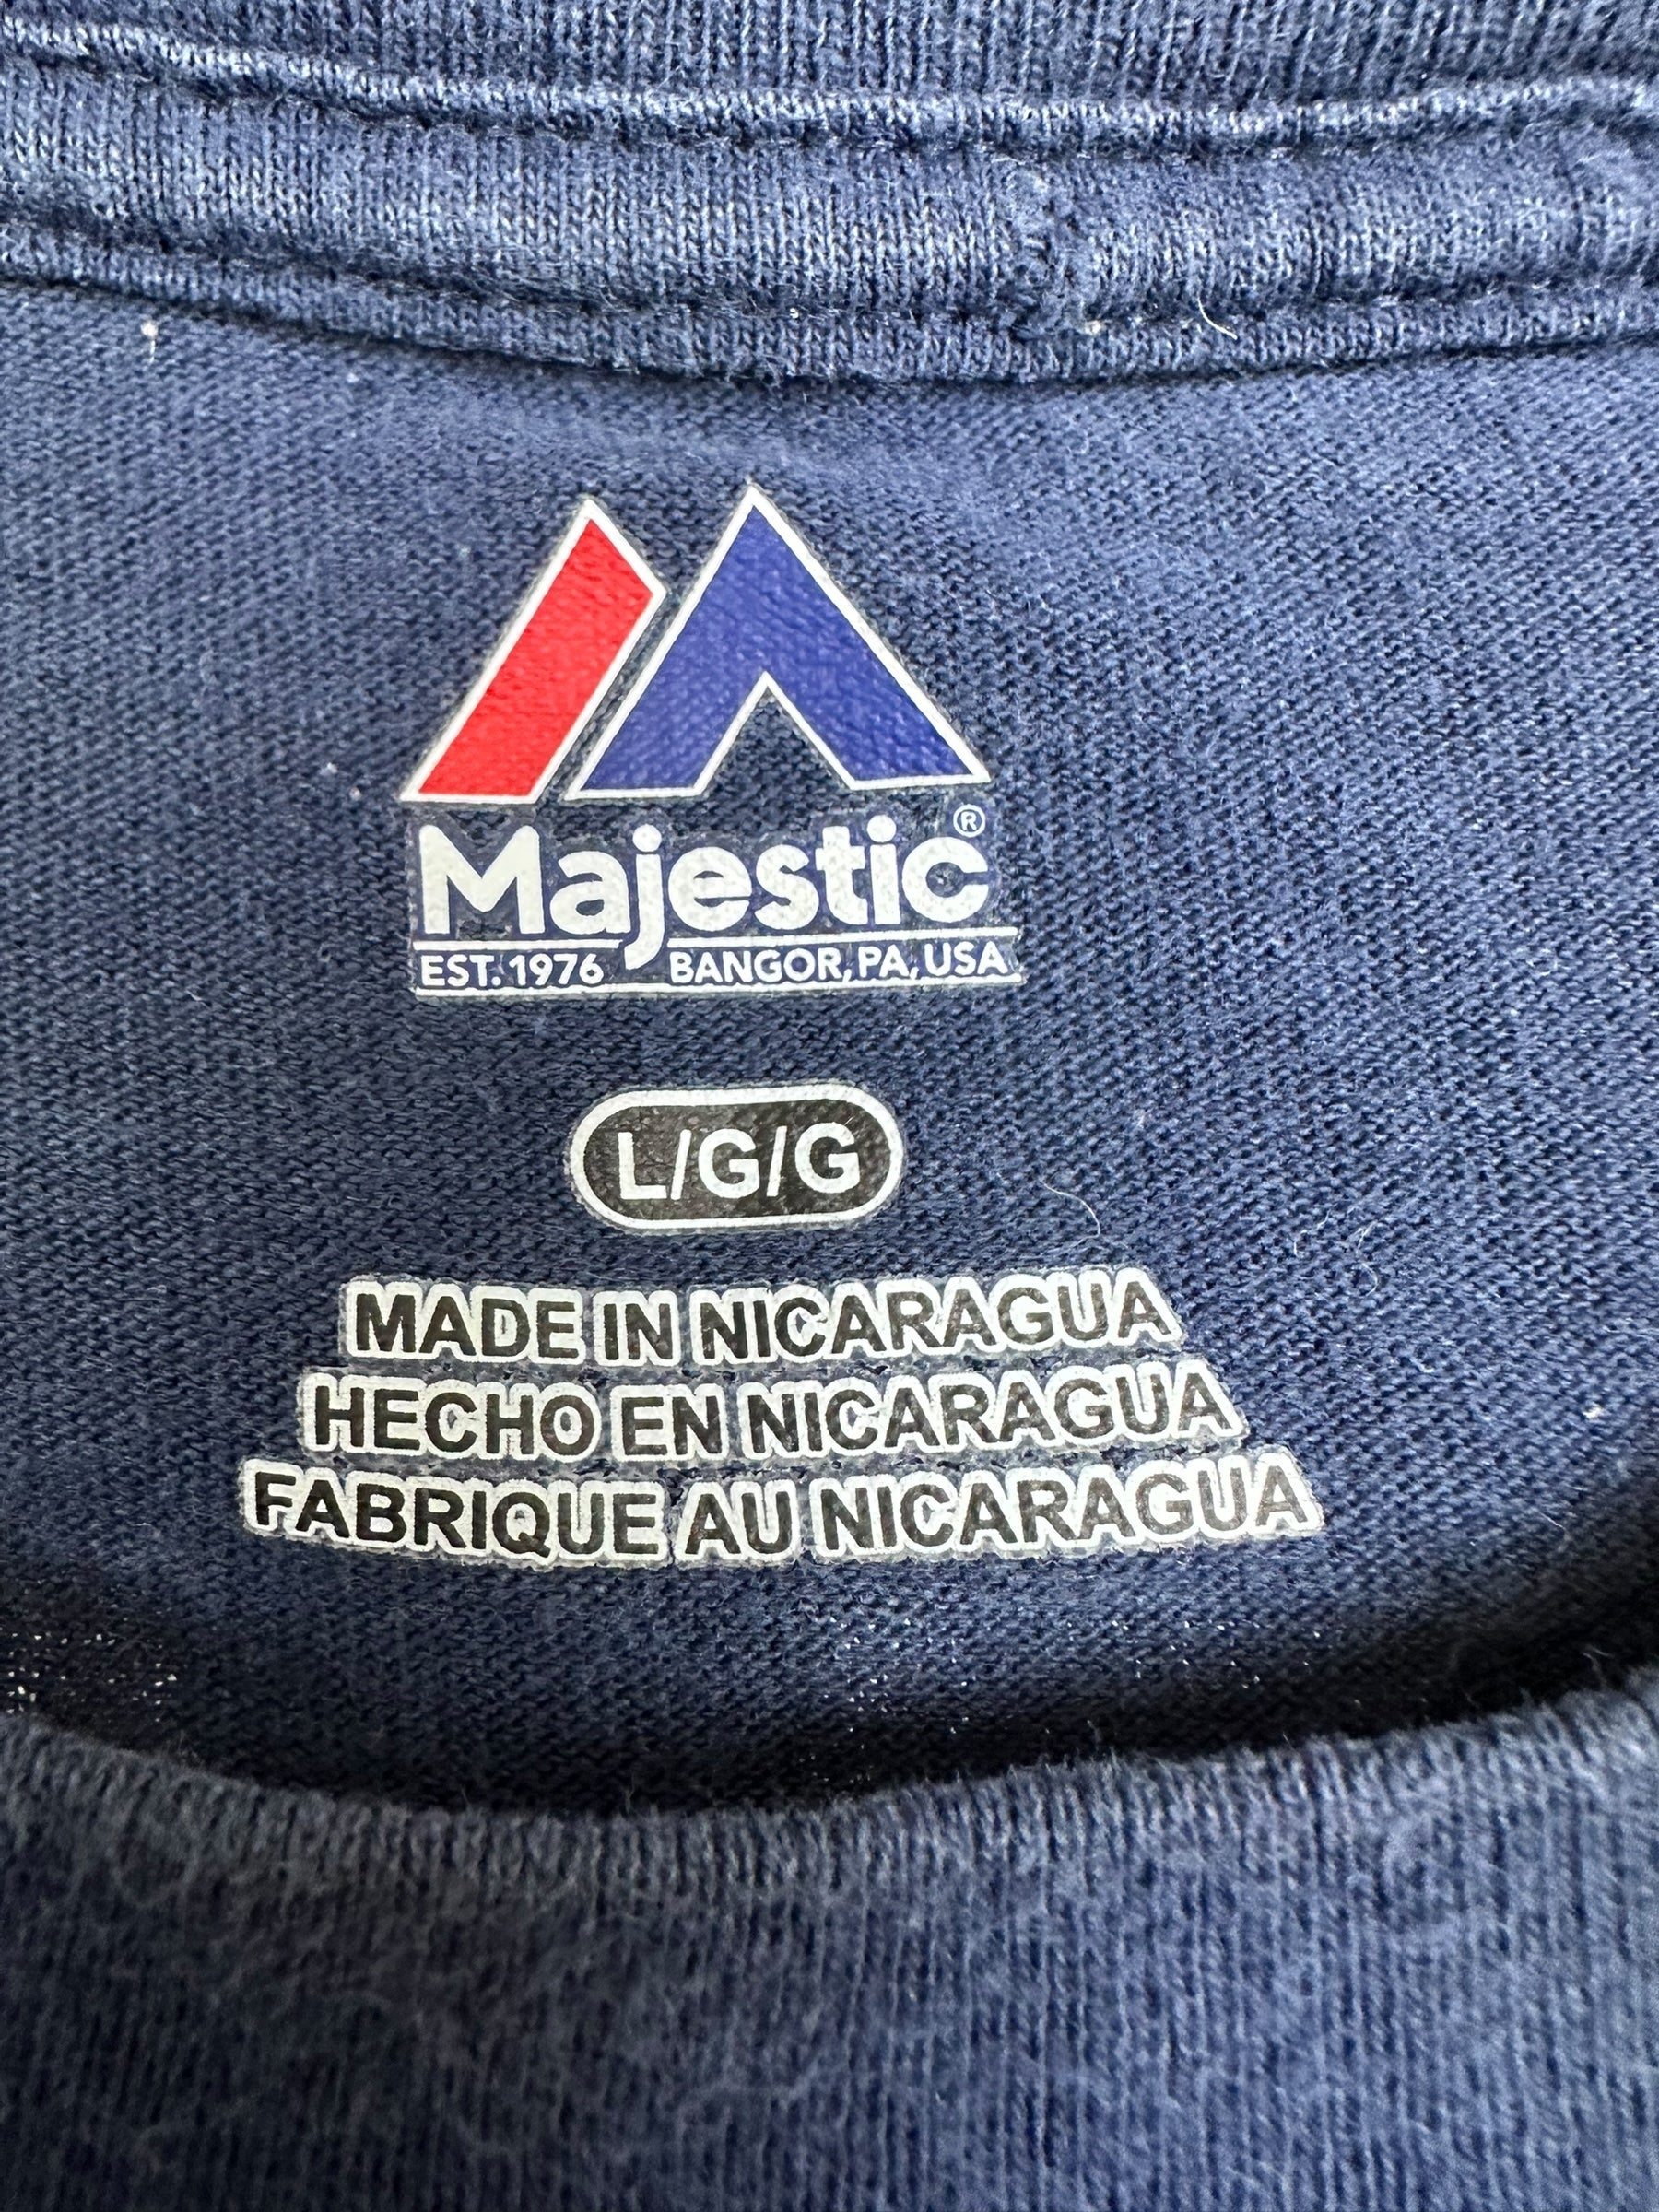 Majestic®
EST. 1976 BANGOR, PA, USA
L/G/G
MADE IN NICARAGUA
HECHO EN NICARAGUA
FABRIQUE AU NICARAGUA